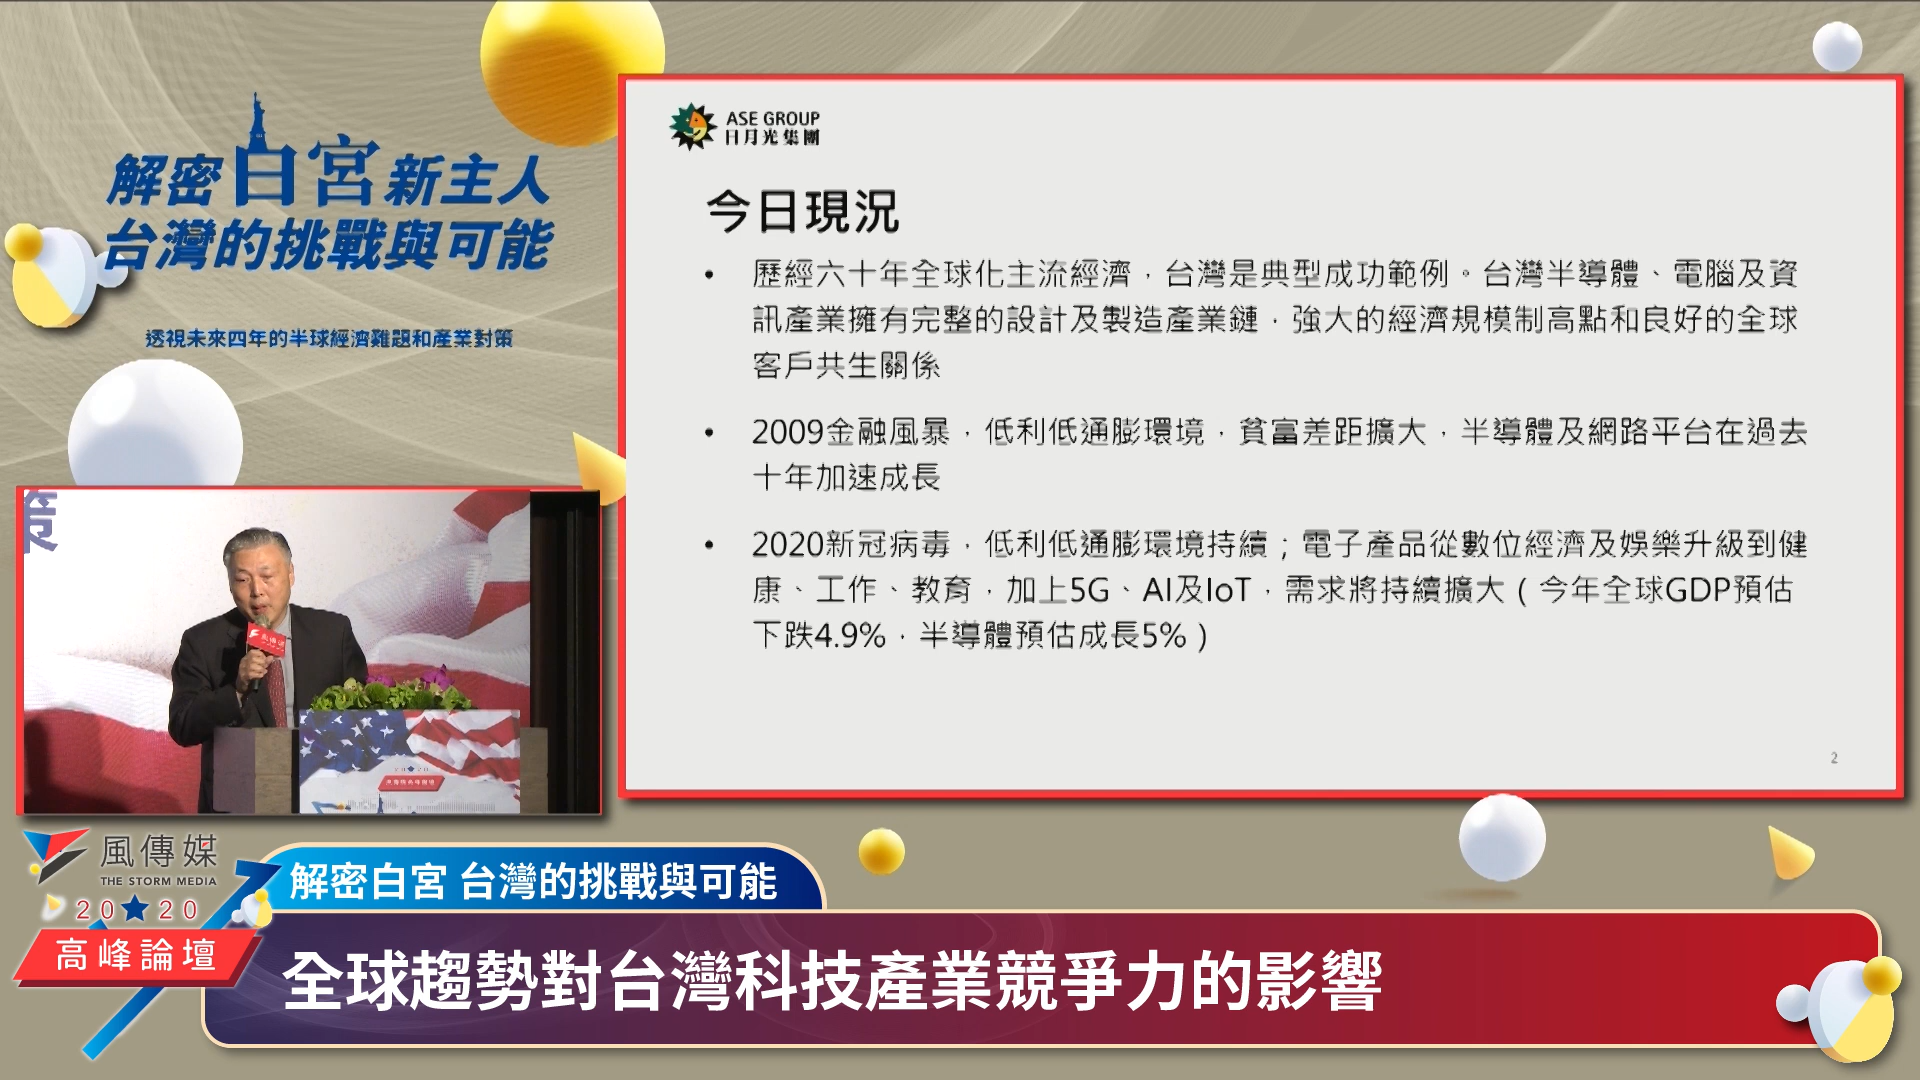 解密白宮新主人
台灣的挑戰與可能
透視未來四年的半球經濟難題和產業對策
ASE GROUP
日月光集團
今日現況
• 歷經六十年全球化主流經濟，台灣是典型成功範例。台灣半導體、電腦及資
訊產業擁有完整的設計及製造產業鏈，強大的經濟規模制高點和良好的全球
客戶共生關係
• 2009金融風暴，低利低通膨環境，貧富差距擴大，半導體及網路平台在過去
十年加速成長
• 2020新冠病毒，低利低通膨環境持續；電子產品從數位經濟及娛樂升級到健
康、工作、教育，加上5G、AI及IoT，需求將持續擴大（今年全球GDP預估
下跌4.9%，半導體預估成長5%）
2
策
風傳媒
風傳媒
THE STORM MEDIA
2020
高峰論壇
解密白宮 台灣的挑戰與可能
全球趨勢對台灣科技產業競爭力的影響